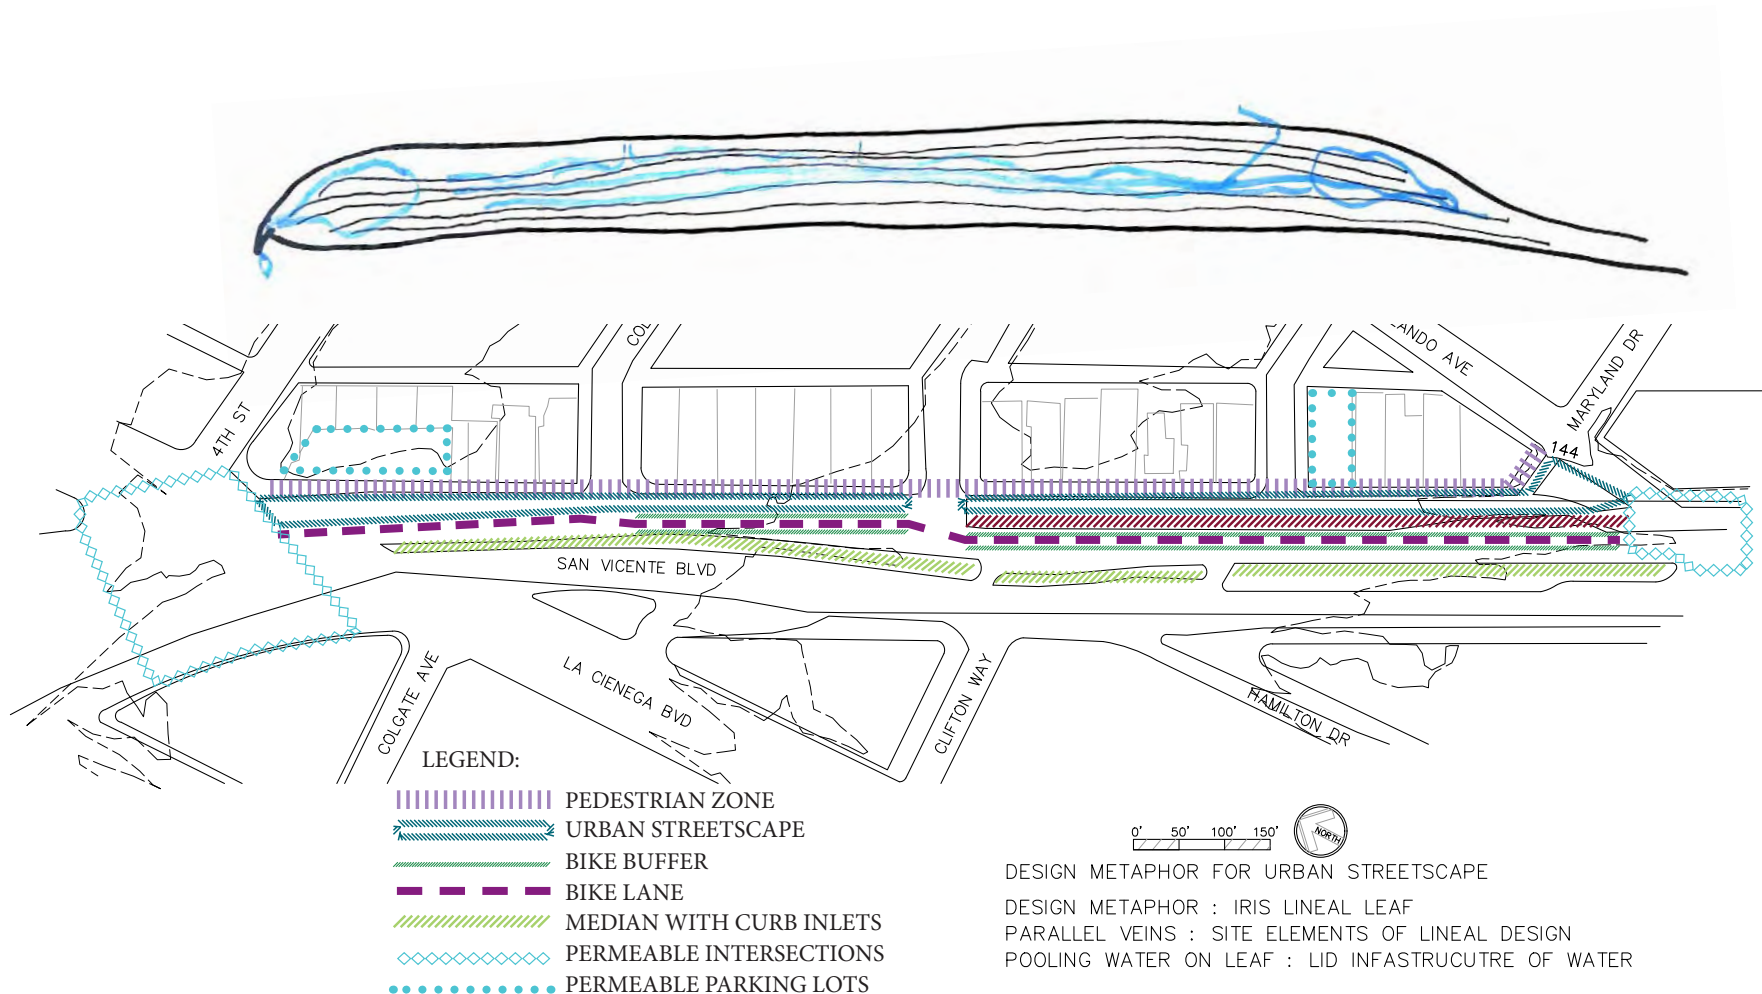 COL
ANDO AVE
MARYLAND DR
4TH ST
144
SAN VICENTE BLVD
COLGATE AVE
LA CIENEGA BVD
CLIFTON WAY
HAMILTON DR
LEGEND:
PEDESTRIAN ZONE
URBAN STREETSCAPE
BIKE BUFFER
BIKE LANE
MEDIAN WITH CURB INLETS
PERMEABLE INTERSECTIONS
PERMEABLE PARKING LOTS
0' 50' 100' 150'
NORTH
DESIGN METAPHOR FOR URBAN STREETSCAPE
DESIGN METAPHOR : IRIS LINEAL LEAF
PARALLEL VEINS : SITE ELEMENTS OF LINEAL DESIGN
POOLING WATER ON LEAF : LID INFASTRUCUTRE OF WATER